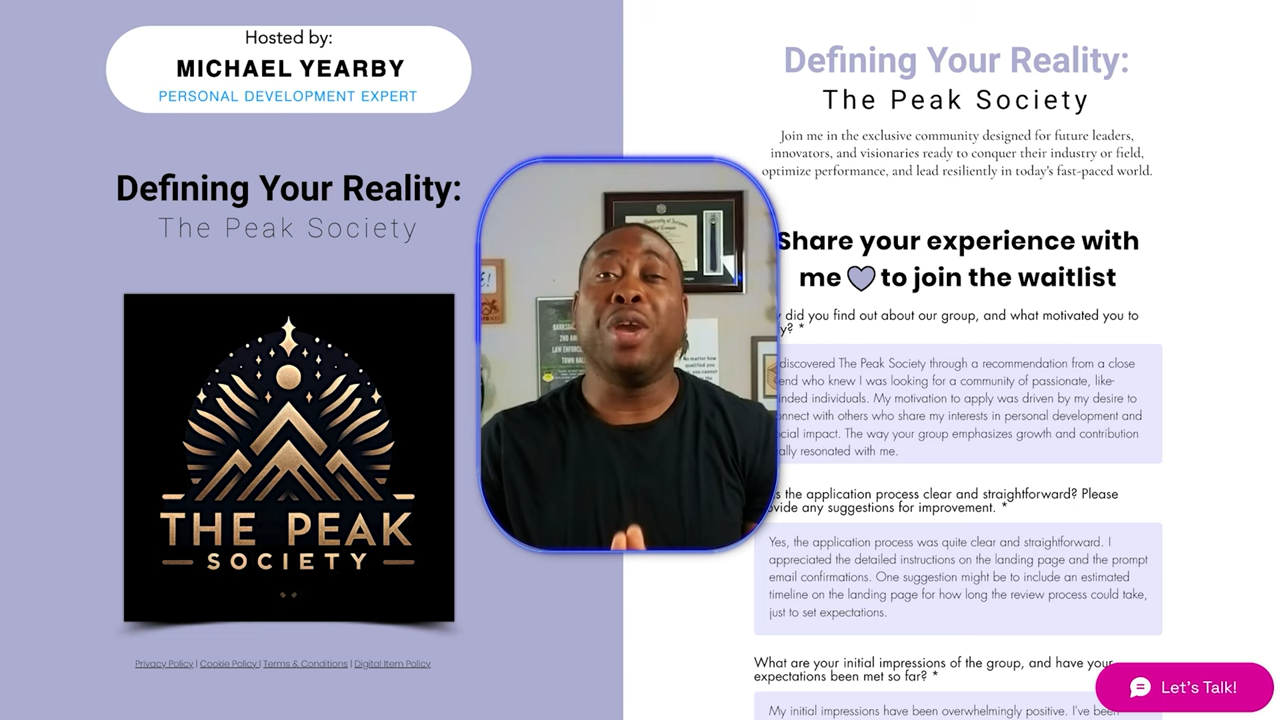 Hosted by:
MICHAEL YEARBY
PERSONAL DEVELOPMENT EXPERT
Defining Your Reality:
The Peak Society
THE PEAK
SOCIETY
Privacy Policy | Cookie Policy | Terms & Conditions | Digital Item Policy
Defining Your Reality:
The Peak Society
Join me in the exclusive community designed for future leaders,
innovators, and visionaries ready to conquer their industry or field,
optimize performance, and lead resiliently in today's fast-paced world.
Share your experience with
me to join the waitlist
did you find out about our group, and what motivated you to
discovered The Peak Society through a recommendation from a close
who knew I was looking for a community of passionate, like-
individuals. My motivation to apply was driven by my desire to
with others who share my interests in personal development and
impact. The way your group emphasizes growth and contribution
resonated with me.
the application process clear and straightforward? Please
any suggestions for improvement. *
Yes, the application process was quite clear and straightforward. I
appreciated the detailed instructions on the landing page and the prompt
email confirmations. One suggestion might be to include an estimated
timeline on the landing page for how long the review process could take,
just to set expectations.
What are your initial impressions of the group, and have your
expectations been met so far? *
My initial impressions have been overwhelmingly positive. I've been
Let's Talk!